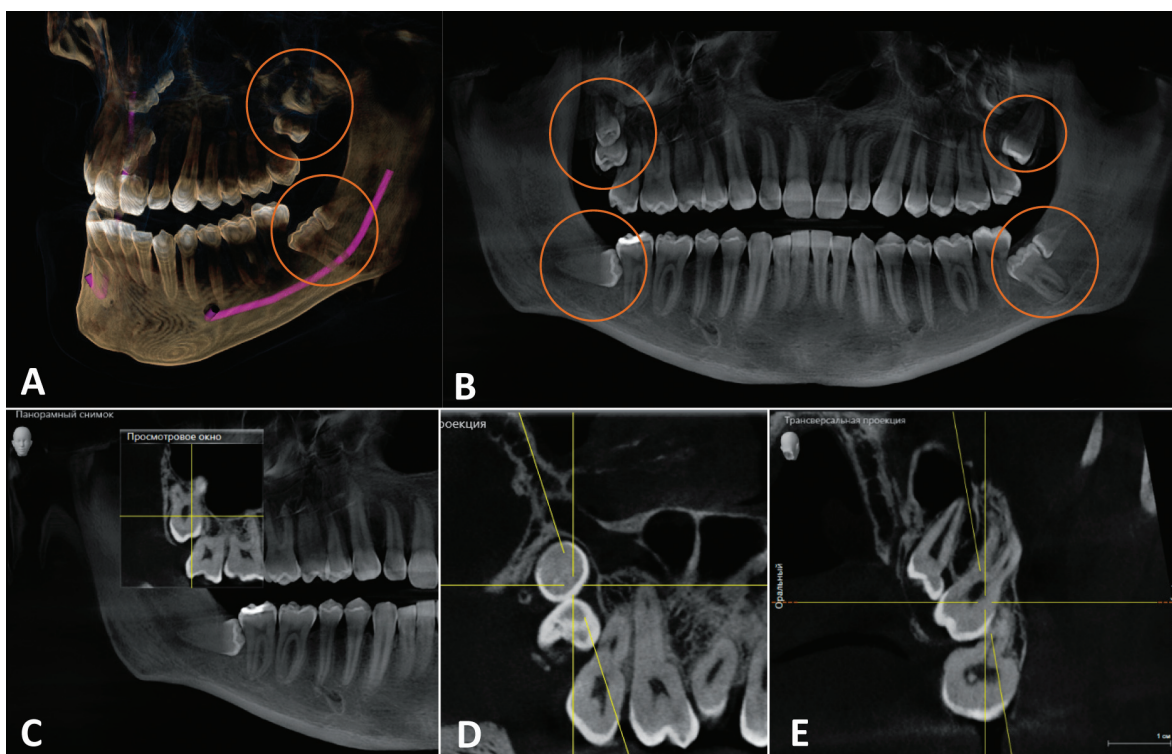 A
B
Панорамный снимок
Просмотровое окно
C
роекция
D
Трансверсальная проекция
Оральный
1 см
E